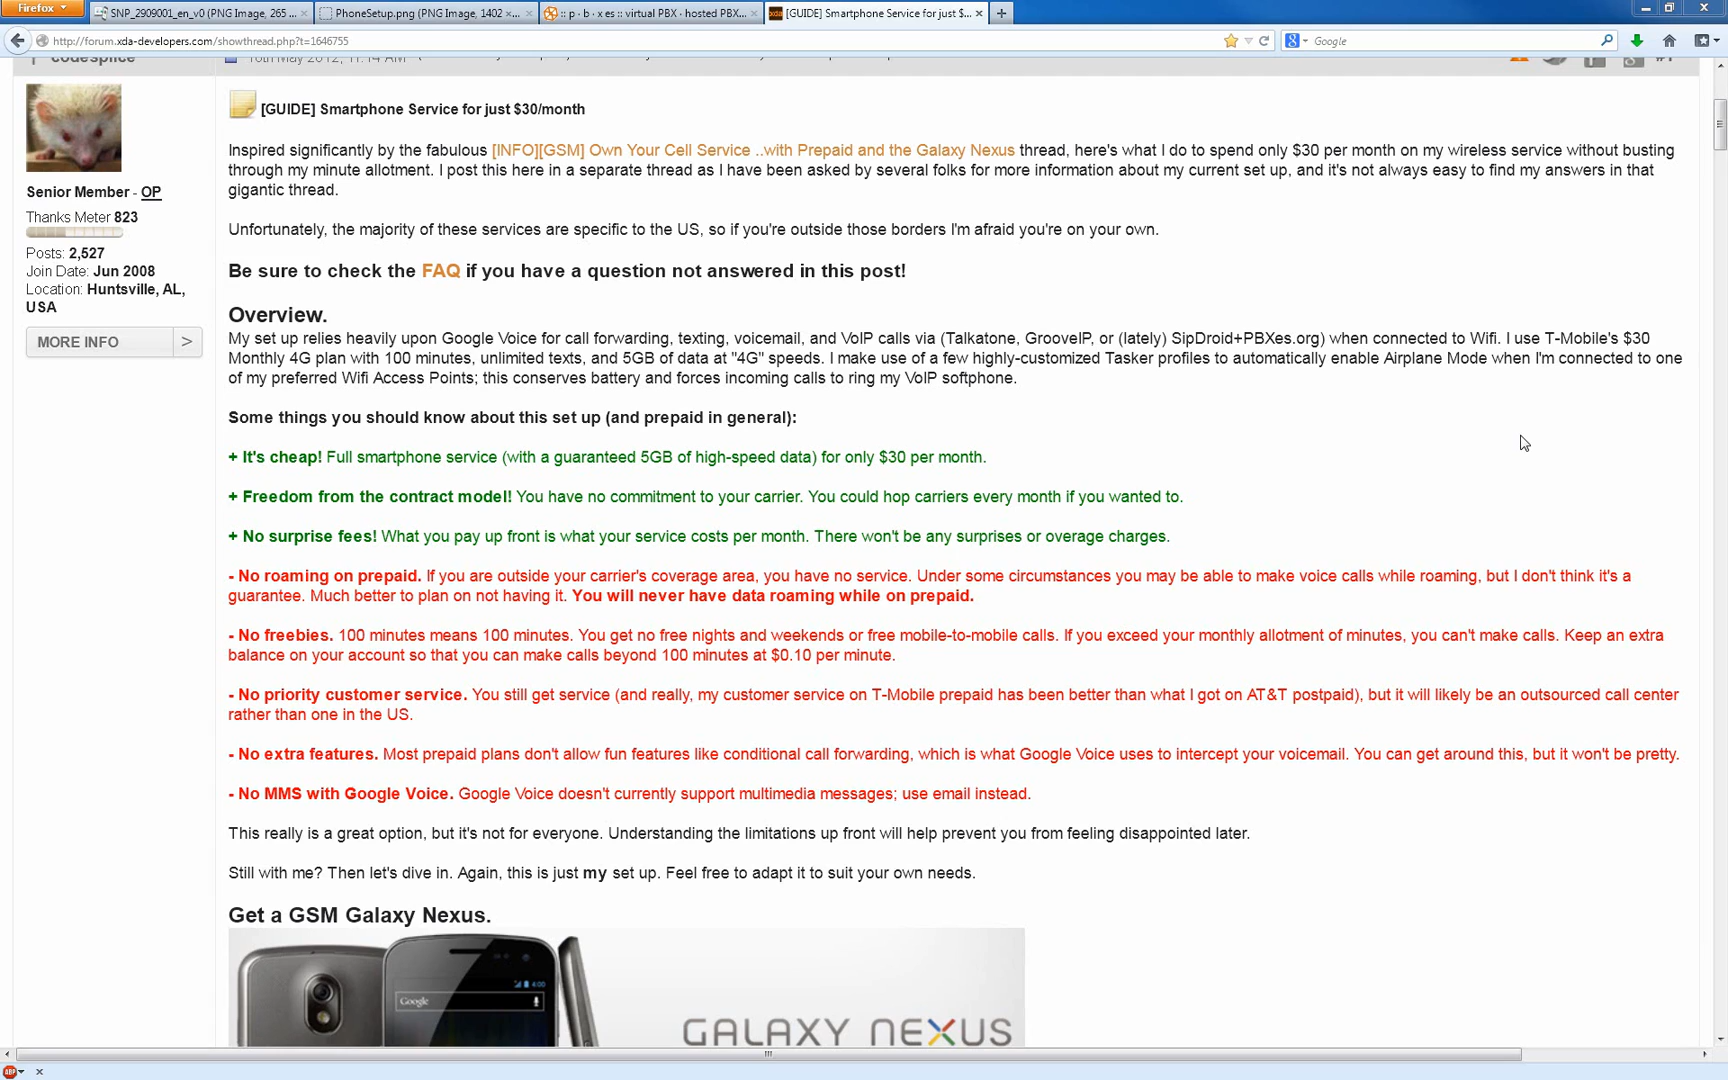 Firefox
SNP_2909001_en_v0 (PNG Image, 265 ...
PhoneSetup.png (PNG Image, 1402 × ...
:: p · b · x es :: virtual PBX · hosted PBX...
[GUIDE] Smartphone Service for just $...
http://forum.xda-developers.com/showthread.php?t=1646755
Google
codesplice
16th May 2012, 11:14 AM
[GUIDE] Smartphone Service for just $30/month
Inspired significantly by the fabulous [INFO][GSM] Own Your Cell Service ..with Prepaid and the Galaxy Nexus thread, here's what I do to spend only $30 per month on my wireless service without busting
through my minute allotment. I post this here in a separate thread as I have been asked by several folks for more information about my current set up, and it's not always easy to find my answers in that
gigantic thread.
Senior Member - OP
Thanks Meter 823
Posts: 2,527
Join Date: Jun 2008
Location: Huntsville, AL,
USA
MORE INFO >
Unfortunately, the majority of these services are specific to the US, so if you're outside those borders I'm afraid you're on your own.
Be sure to check the FAQ if you have a question not answered in this post!
Overview.
My set up relies heavily upon Google Voice for call forwarding, texting, voicemail, and VoIP calls via (Talkatone, GrooveIP, or (lately) SipDroid+PBXes.org) when connected to Wifi. I use T-Mobile's $30
Monthly 4G plan with 100 minutes, unlimited texts, and 5GB of data at "4G" speeds. I make use of a few highly-customized Tasker profiles to automatically enable Airplane Mode when I'm connected to one
of my preferred Wifi Access Points; this conserves battery and forces incoming calls to ring my VoIP softphone.
Some things you should know about this set up (and prepaid in general):
+ It's cheap! Full smartphone service (with a guaranteed 5GB of high-speed data) for only $30 per month.
+ Freedom from the contract model! You have no commitment to your carrier. You could hop carriers every month if you wanted to.
+ No surprise fees! What you pay up front is what your service costs per month. There won't be any surprises or overage charges.
- No roaming on prepaid. If you are outside your carrier's coverage area, you have no service. Under some circumstances you may be able to make voice calls while roaming, but I don't think it's a
guarantee. Much better to plan on not having it. You will never have data roaming while on prepaid.
- No freebies. 100 minutes means 100 minutes. You get no free nights and weekends or free mobile-to-mobile calls. If you exceed your monthly allotment of minutes, you can't make calls. Keep an extra
balance on your account so that you can make calls beyond 100 minutes at $0.10 per minute.
- No priority customer service. You still get service (and really, my customer service on T-Mobile prepaid has been better than what I got on AT&T postpaid), but it will likely be an outsourced call center
rather than one in the US.
- No extra features. Most prepaid plans don't allow fun features like conditional call forwarding, which is what Google Voice uses to intercept your voicemail. You can get around this, but it won't be pretty.
- No MMS with Google Voice. Google Voice doesn't currently support multimedia messages; use email instead.
This really is a great option, but it's not for everyone. Understanding the limitations up front will help prevent you from feeling disappointed later.
Still with me? Then let's dive in. Again, this is just my set up. Feel free to adapt it to suit your own needs.
Get a GSM Galaxy Nexus.
4:00
Google
GALAXY NEXUS
ABP